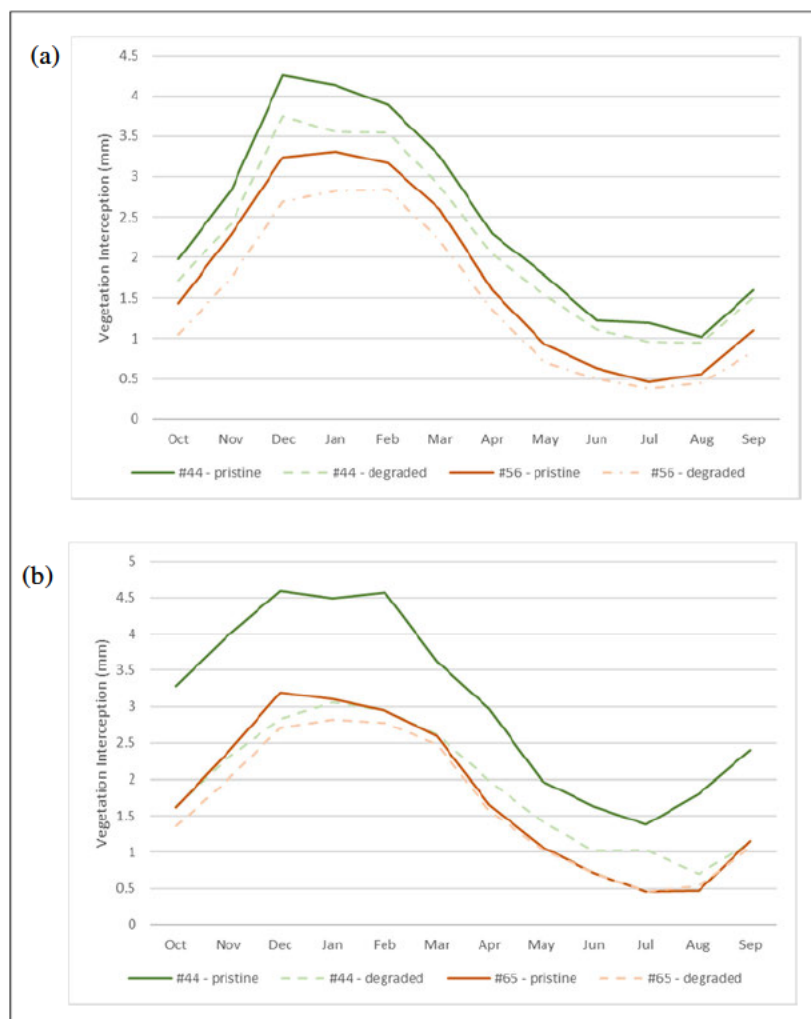 (a)
4.5
4
3.5
3
2.5
2
1.5
1
0.5
0
Vegetation Interception (mm)
Oct Nov Dec Jan Feb Mar Apr May Jun Jul Aug Sep
#44 - pristine #44 - degraded #56 - pristine #56 - degraded
(b)
5
4.5
4
3.5
3
2.5
2
1.5
1
0.5
0
Vegetation Interception (mm)
Oct Nov Dec Jan Feb Mar Apr May Jun Jul Aug Sep
#44 - pristine #44 - degraded #65 - pristine #65 - degraded